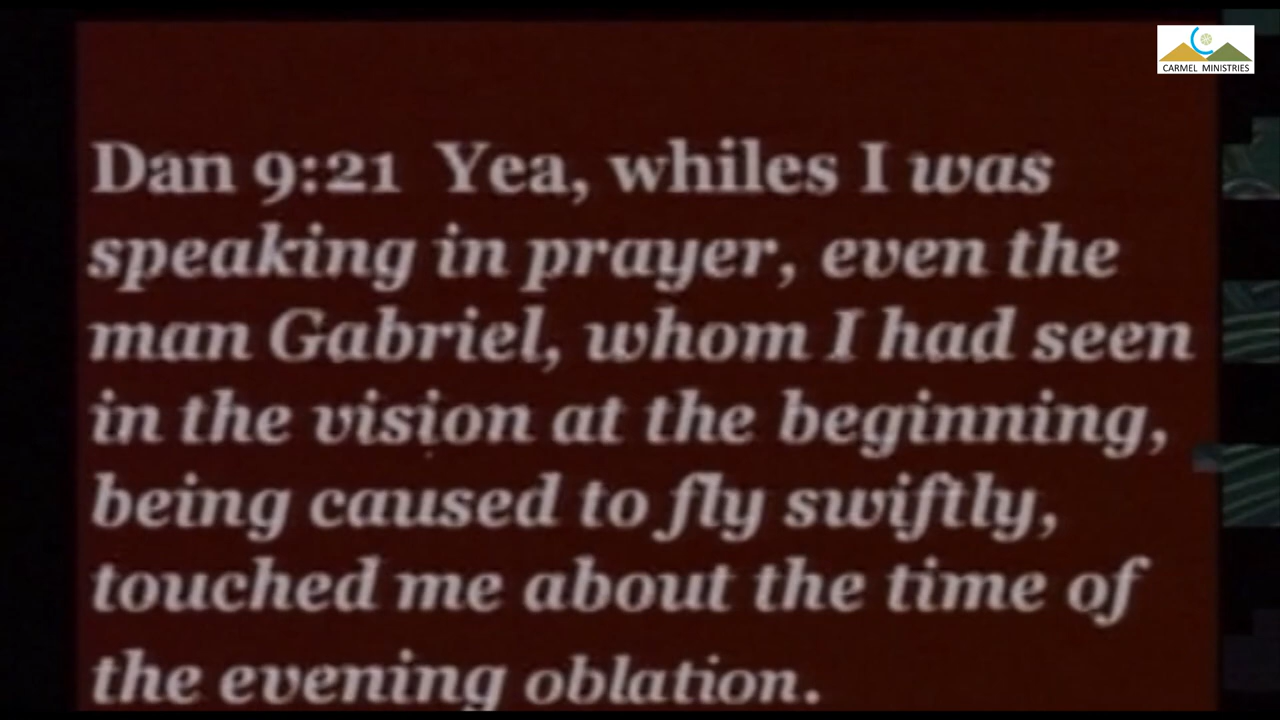 CARMEL MINISTRIES
Dan 9:21 Yea, whiles I was
speaking in prayer, even the
man Gabriel, whom I had seen
in the vision at the beginning,
being caused to fly swiftly,
touched me about the time of
the evening oblation.